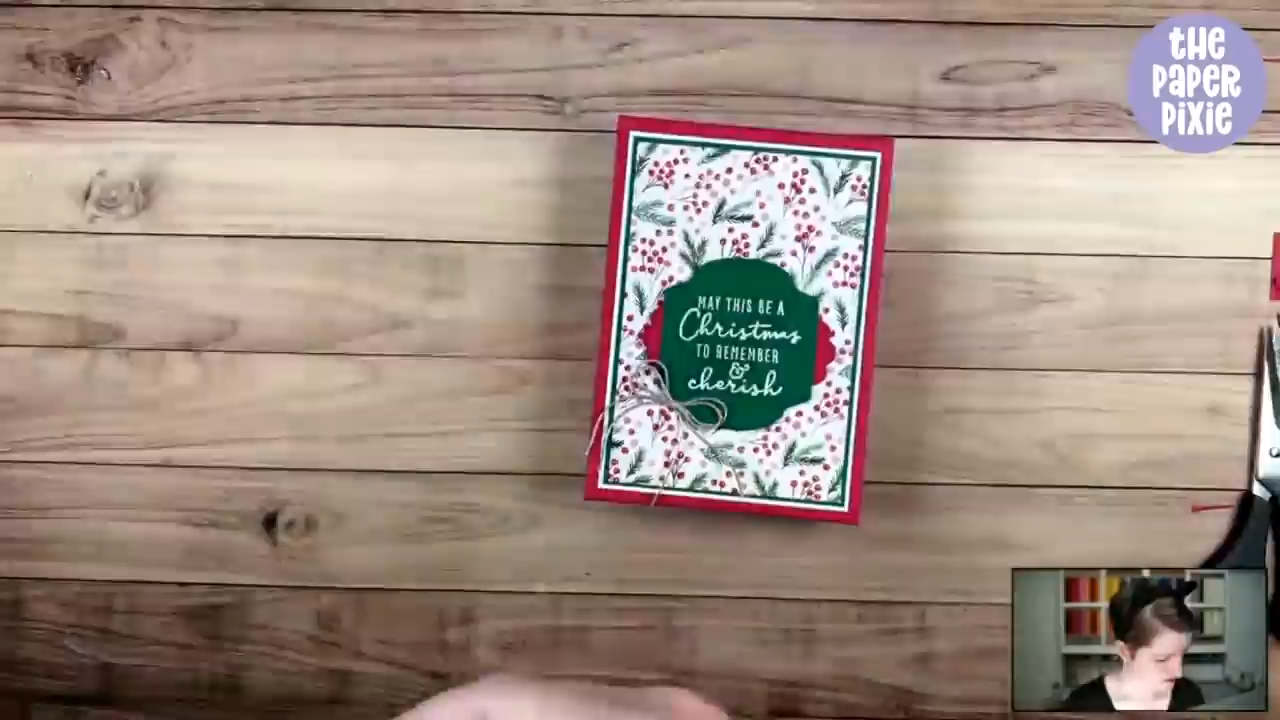 the
PaPer
PiXie
MAY THIS BE A
Christmas
TO REMEMBER
&
cherish